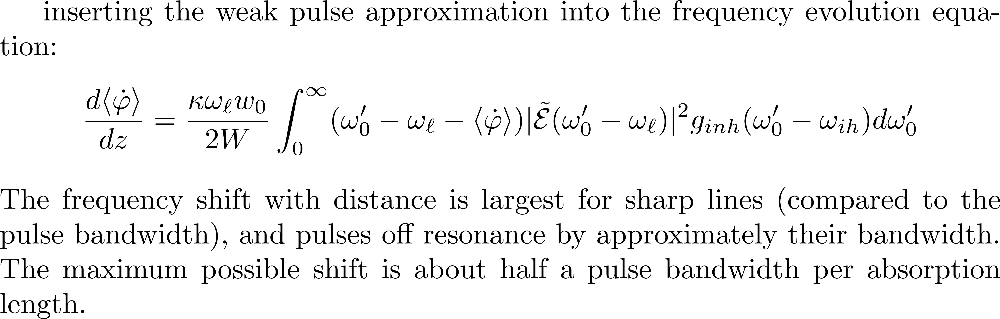 inserting the weak pulse approximation into the frequency evolution equa-
tion:
$$\frac{d\langle\dot{\varphi}\rangle}{dz} = \frac{\kappa\omega_\ell w_0}{2W} \int_0^\infty (\omega_0' - \omega_\ell - \langle\dot{\varphi}\rangle)|\tilde{\mathcal{E}}(\omega_0' - \omega_\ell)|^2 g_{inh}(\omega_0' - \omega_{ih})d\omega_0'$$
The frequency shift with distance is largest for sharp lines (compared to the
pulse bandwidth), and pulses off resonance by approximately their bandwidth.
The maximum possible shift is about half a pulse bandwidth per absorption
length.